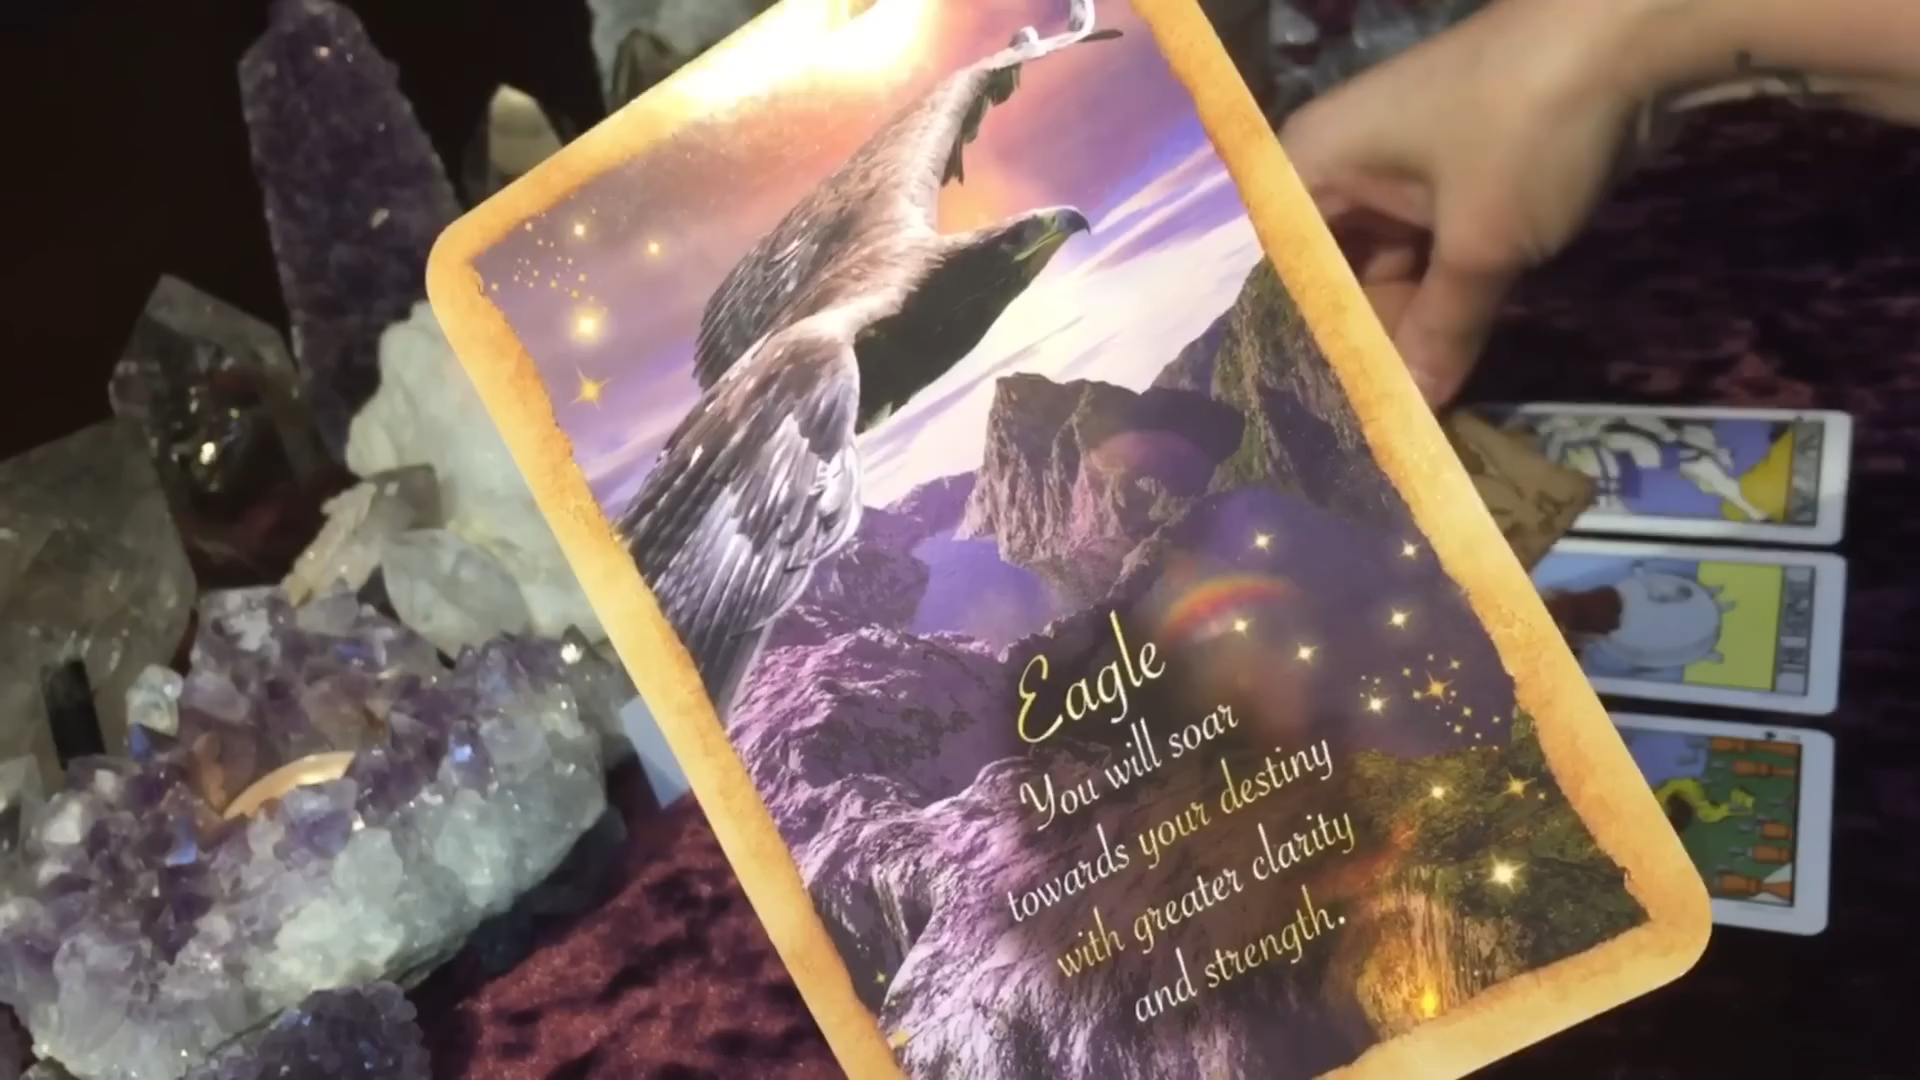 Eagle
You will soar
towards your destiny
with greater clarity
and strength.